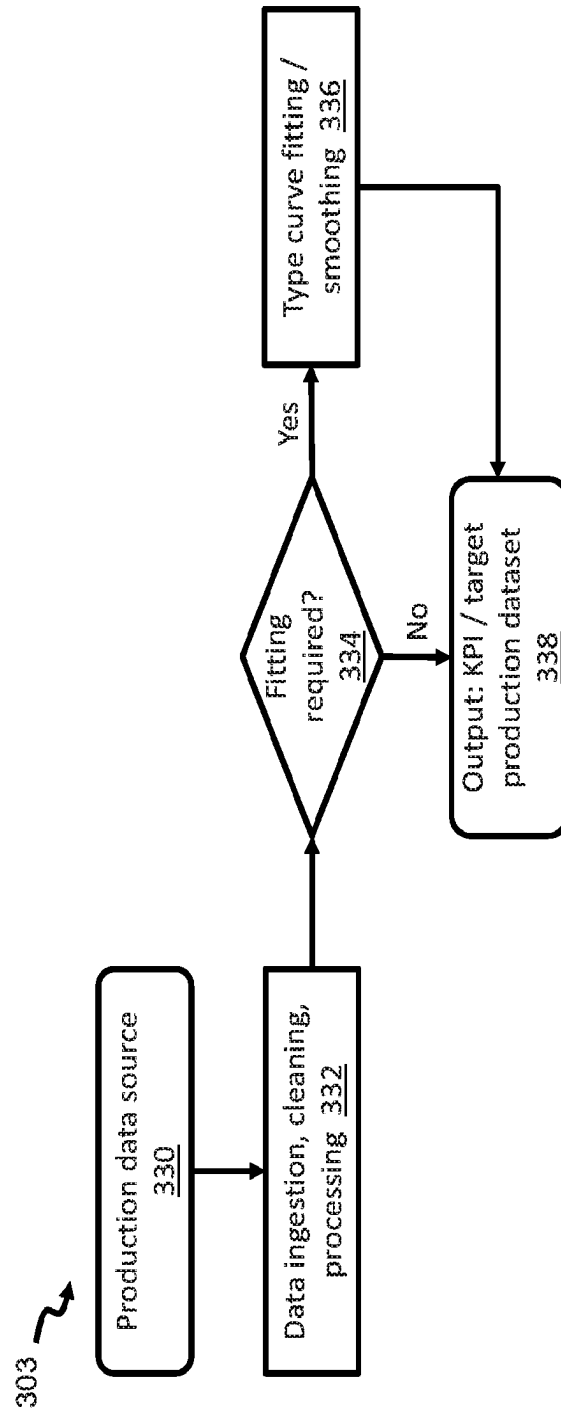 303
Production data source
330
Data ingestion, cleaning,
processing 332
Fitting
required?
334
Yes
No
Type curve fitting /
smoothing 336
Output: KPI / target
production dataset
338